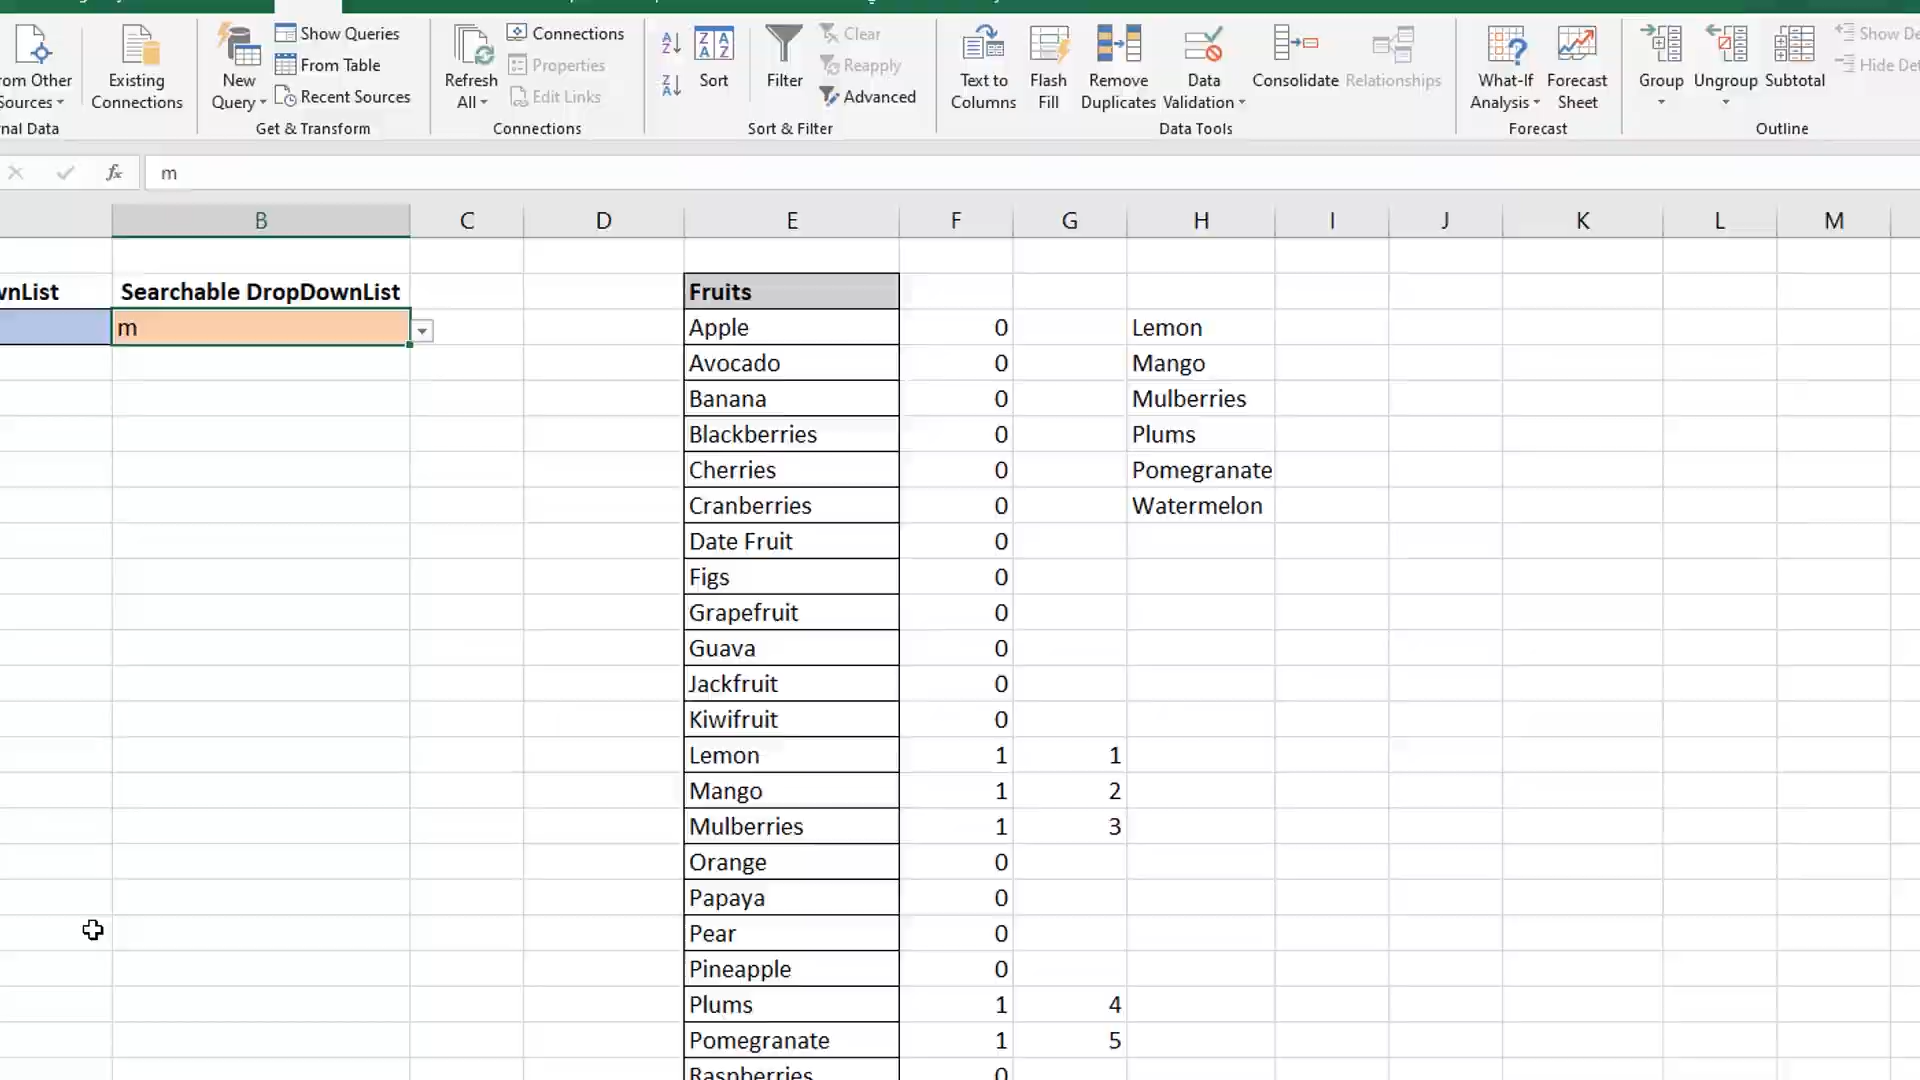 rom Other Sources
Existing Connections
New Query
Show Queries
From Table
Recent Sources
Refresh All
Connections
Properties
Edit Links
Sort
Filter
Clear
Reapply
Advanced
Text to Columns
Flash Fill
Remove Duplicates
Data Validation
Consolidate
Relationships
What-If Analysis
Forecast Sheet
Group
Ungroup
Subtotal
Show De
Hide Det
nal Data
Get & Transform
Connections
Sort & Filter
Data Tools
Forecast
Outline
fx m
B C D E F G H I J K L M
wnList Searchable DropDownList Fruits
m Apple 0 Lemon
Avocado 0 Mango
Banana 0 Mulberries
Blackberries 0 Plums
Cherries 0 Pomegranate
Cranberries 0 Watermelon
Date Fruit 0
Figs 0
Grapefruit 0
Guava 0
Jackfruit 0
Kiwifruit 0
Lemon 1 1
Mango 1 2
Mulberries 1 3
Orange 0
Papaya 0
Pear 0
Pineapple 0
Plums 1 4
Pomegranate 1 5
Raspberries 0